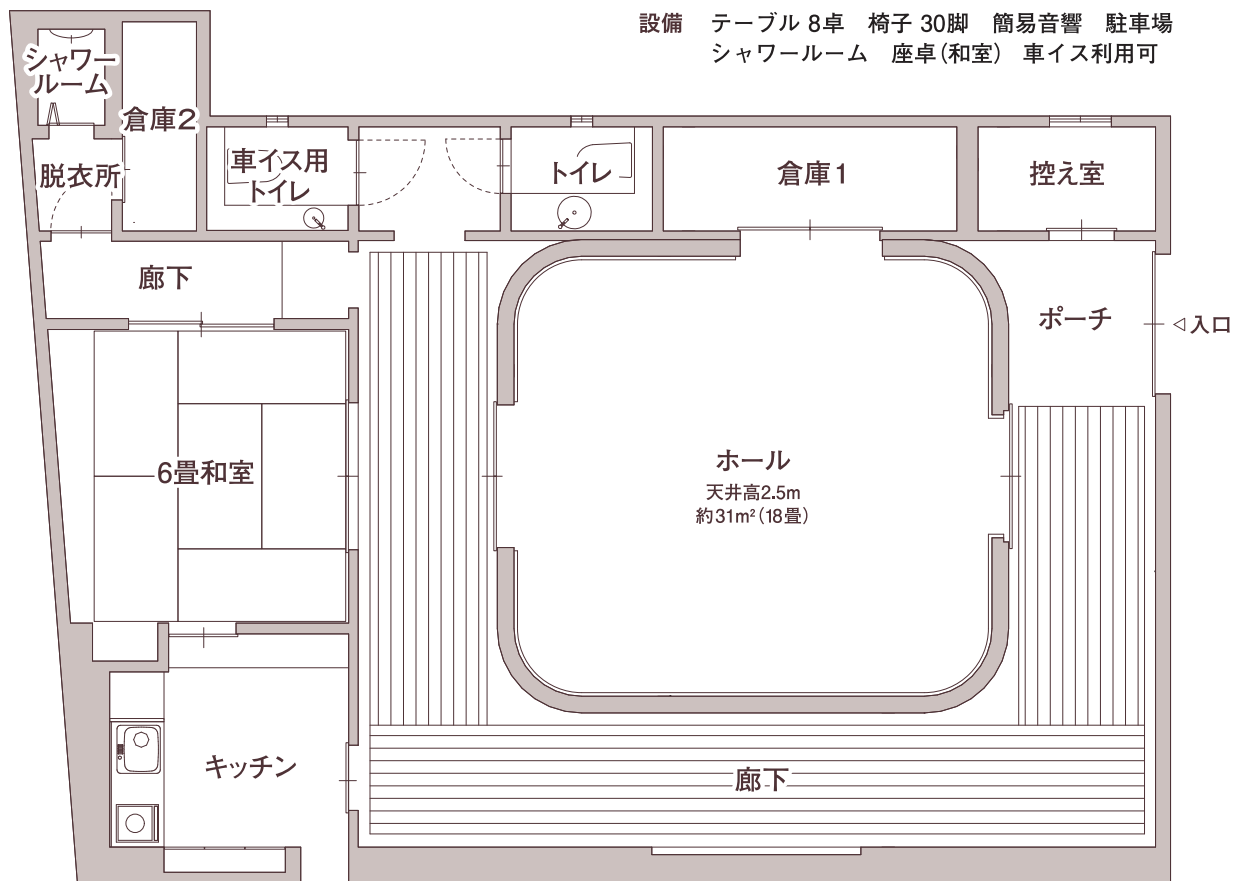 設備 テーブル 8卓 椅子 30脚 簡易音響 駐車場
シャワールーム 座卓(和室) 車イス利用可
シャワー
ルーム
倉庫2
脱衣所
車イス用
トイレ
トイレ
倉庫1
控え室
廊下
ポーチ
◁入口
6畳和室
ホール
天井高2.5m
約31m²(18畳)
キッチン
廊下